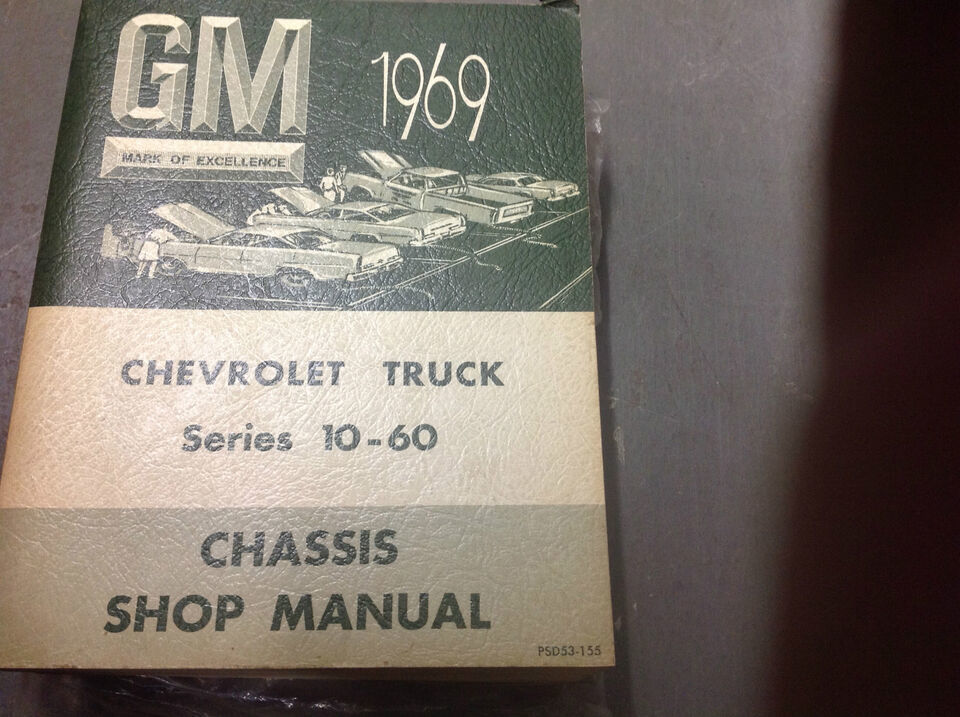 GM
1969
MARK OF EXCELLENCE
CHEVROLET TRUCK
Series 10-60
CHASSIS
SHOP MANUAL
PSD53-155